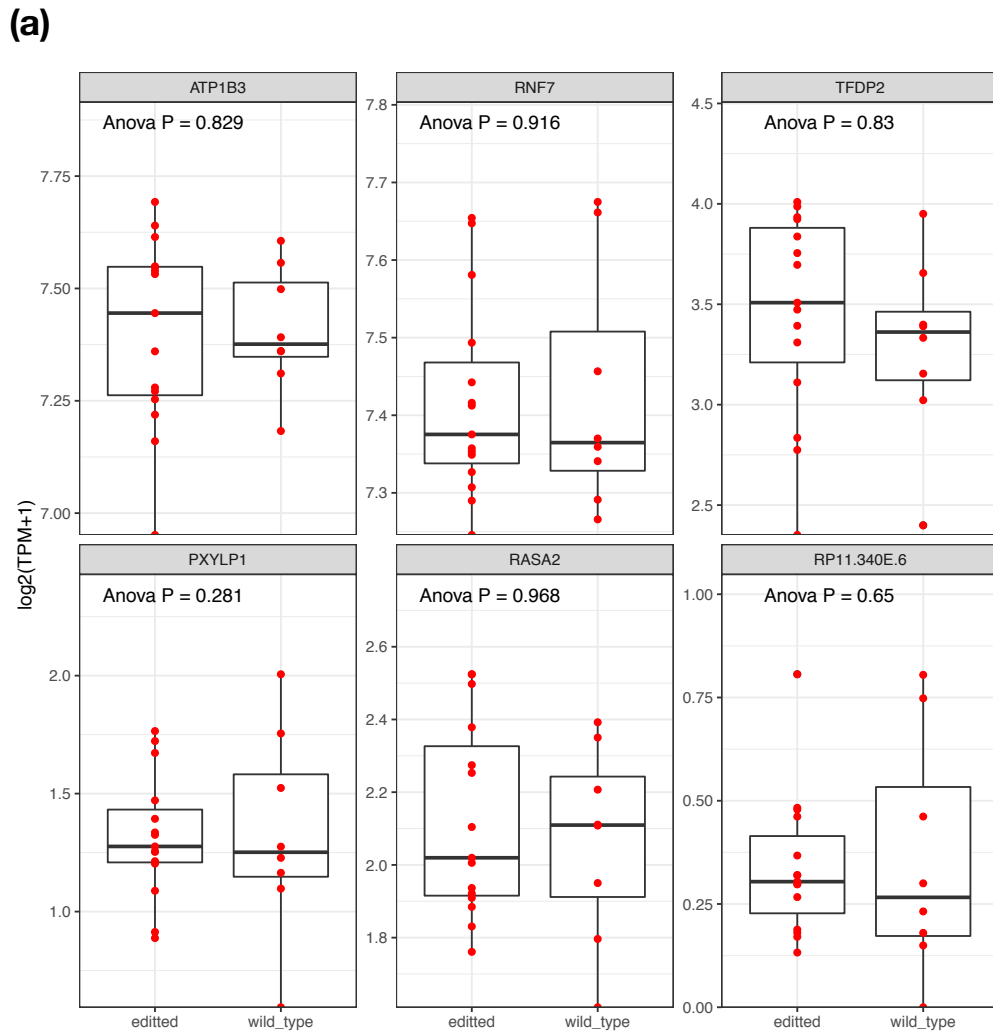 (a)
ATP1B3
RNF7
TFDP2
Anova P = 0.829
Anova P = 0.916
Anova P = 0.83
7.75
7.50
7.25
7.00
7.8
7.7
7.6
7.5
7.4
7.3
4.5
4.0
3.5
3.0
2.5
log2(TPM+1)
PXYLP1
RASA2
RP11.340E.6
Anova P = 0.281
Anova P = 0.968
Anova P = 0.65
2.0
1.5
1.0
2.6
2.4
2.2
2.0
1.8
1.00
0.75
0.50
0.25
0.00
editted
wild_type
editted
wild_type
editted
wild_type